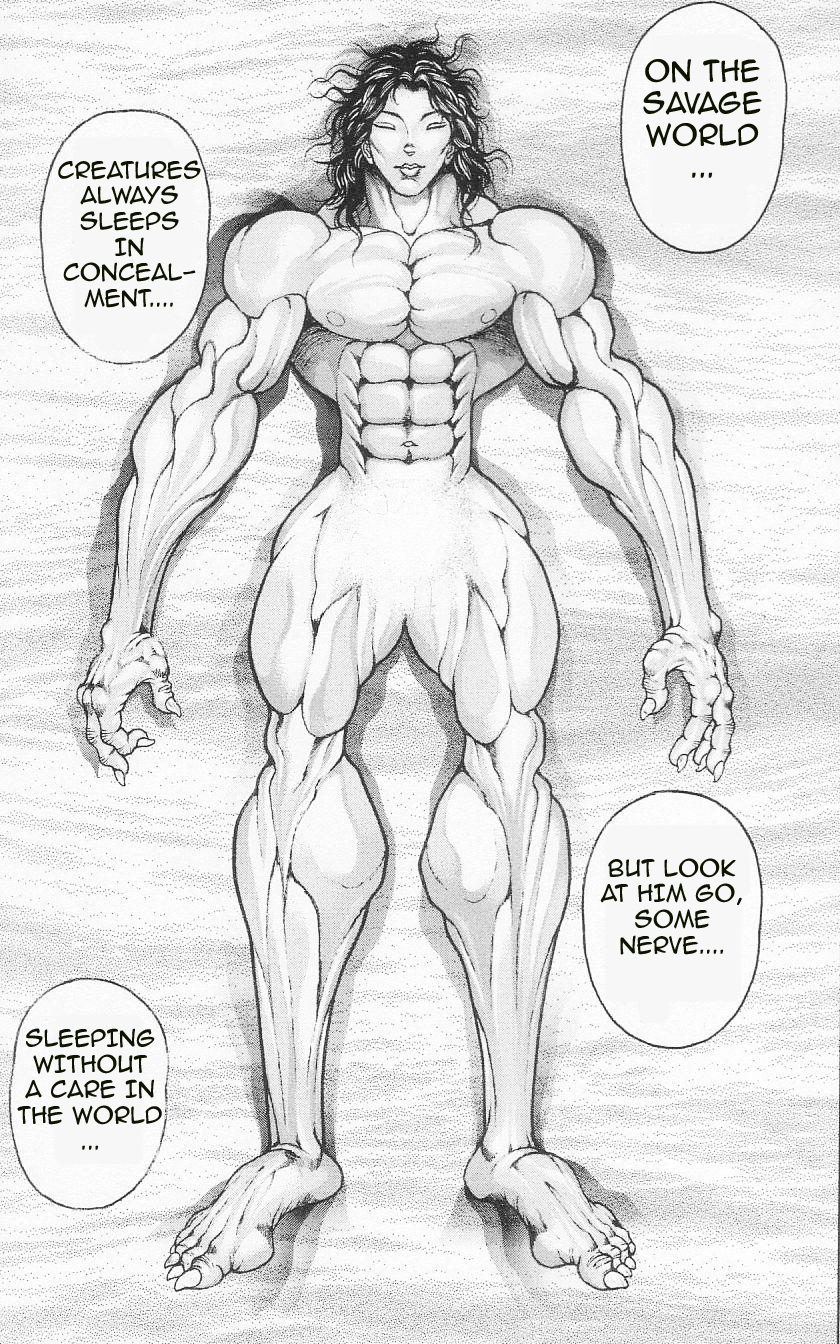 ON THE
SAVAGE
WORLD
...
CREATURES
ALWAYS
SLEEPS
IN
CONCEAL-
MENT....
BUT LOOK
AT HIM GO,
SOME
NERVE....
SLEEPING
WITHOUT
A CARE IN
THE WORLD
...